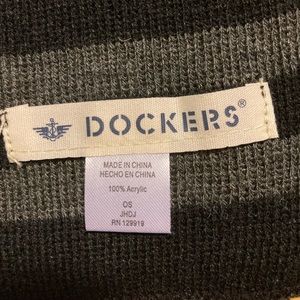 DOCKERS®
MADE IN CHINA
HECHO EN CHINA
100% Acrylic
OS
JHDJ
RN 129919